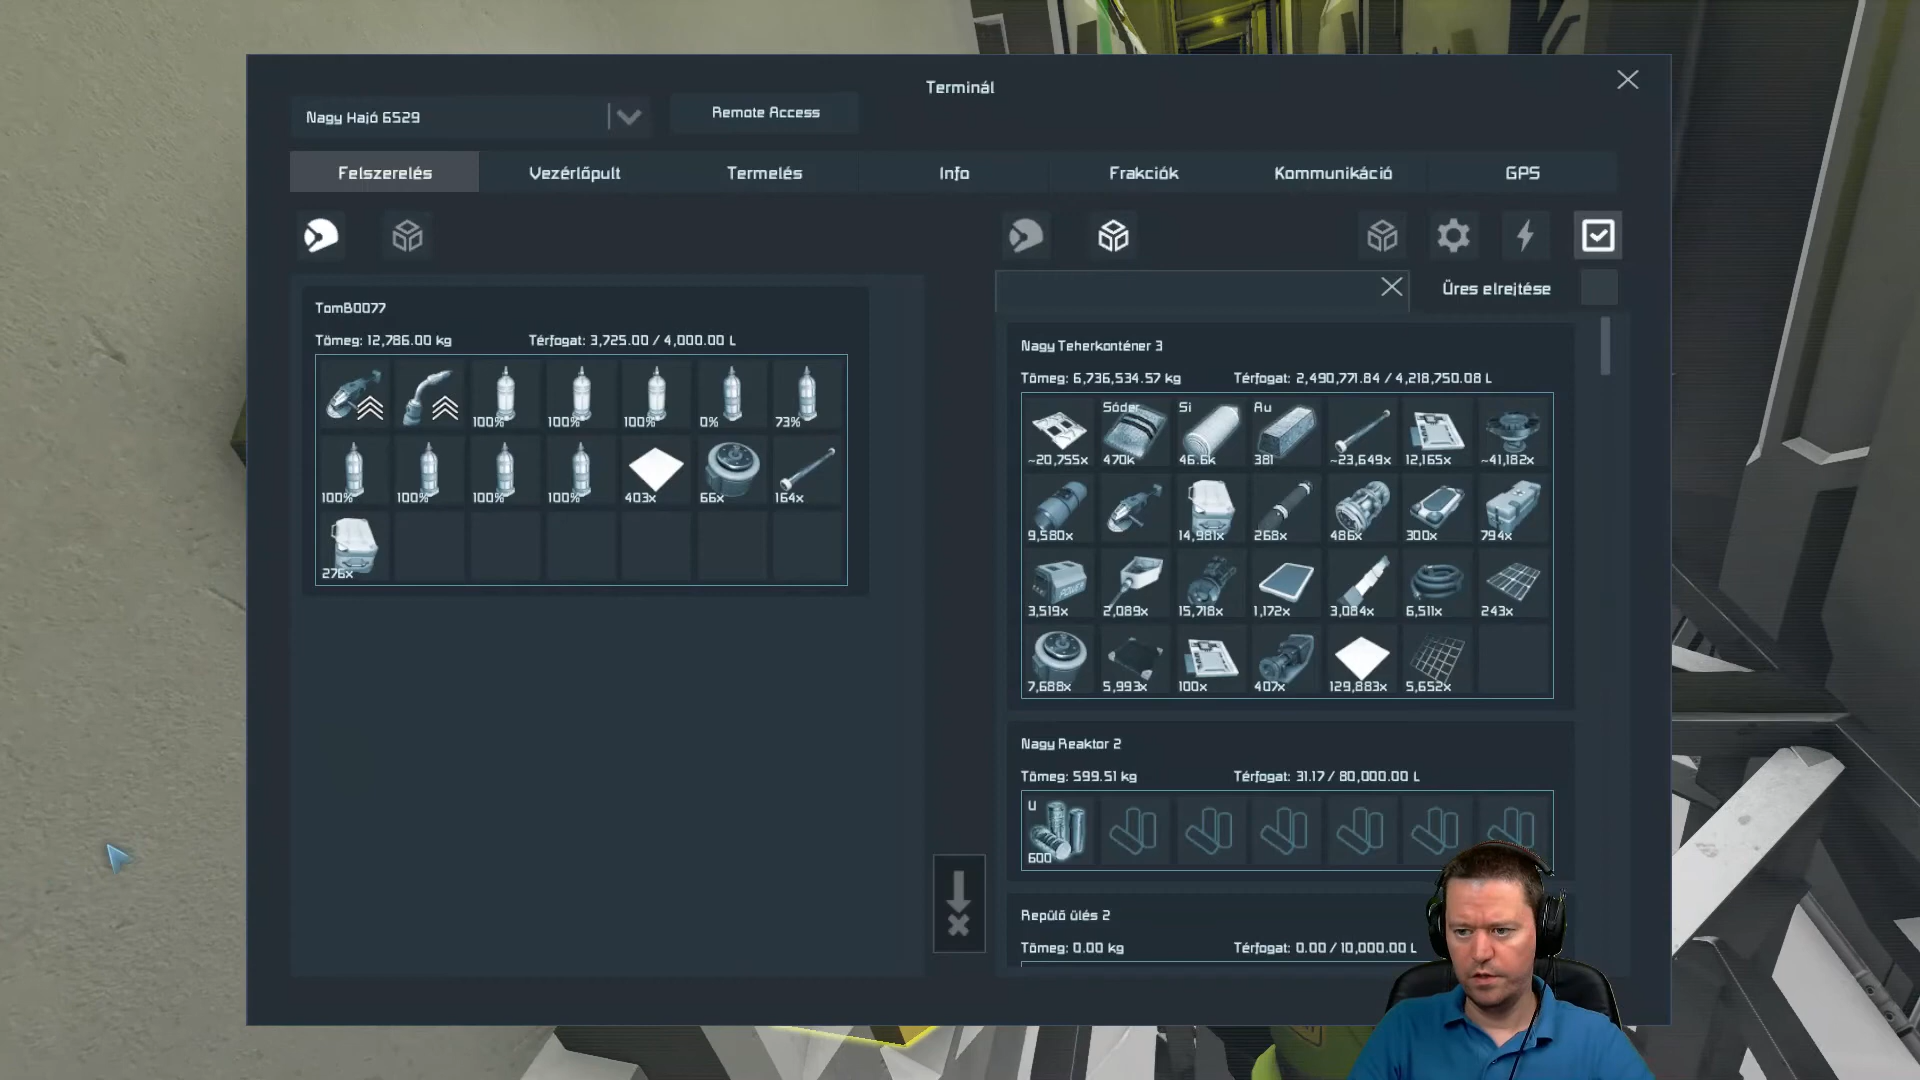 Terminál
Nagy Hajó 6529
Remote Access
Felszerelés
Vezérlőpult
Termelés
Info
Frakciók
Kommunikáció
GPS
Üres elrejtése
TomB0077
Tömeg: 12,786.00 kg
Térfogat: 3,725.00 / 4,000.00 L
100%
100%
100%
0%
73%
100%
100%
100%
100%
403x
66x
164x
276x
Nagy Teherkonténer 3
Tömeg: 6,736,534.57 kg
Térfogat: 2,490,771.84 / 4,218,750.08 L
Sóder
Si
Au
~20,755x
470k
46.6k
381
~23,649x
12,165x
~41,182x
9,580x
14,981x
268x
486x
300x
794x
3,519x
2,089x
15,718x
1,172x
3,084x
6,511x
243x
7,688x
5,993x
100x
407x
129,883x
5,652x
Nagy Reaktor 2
Tömeg: 599.51 kg
Térfogat: 31.17 / 80,000.00 L
U
600
Repülő ülés 2
Tömeg: 0.00 kg
Térfogat: 0.00 / 10,000.00 L